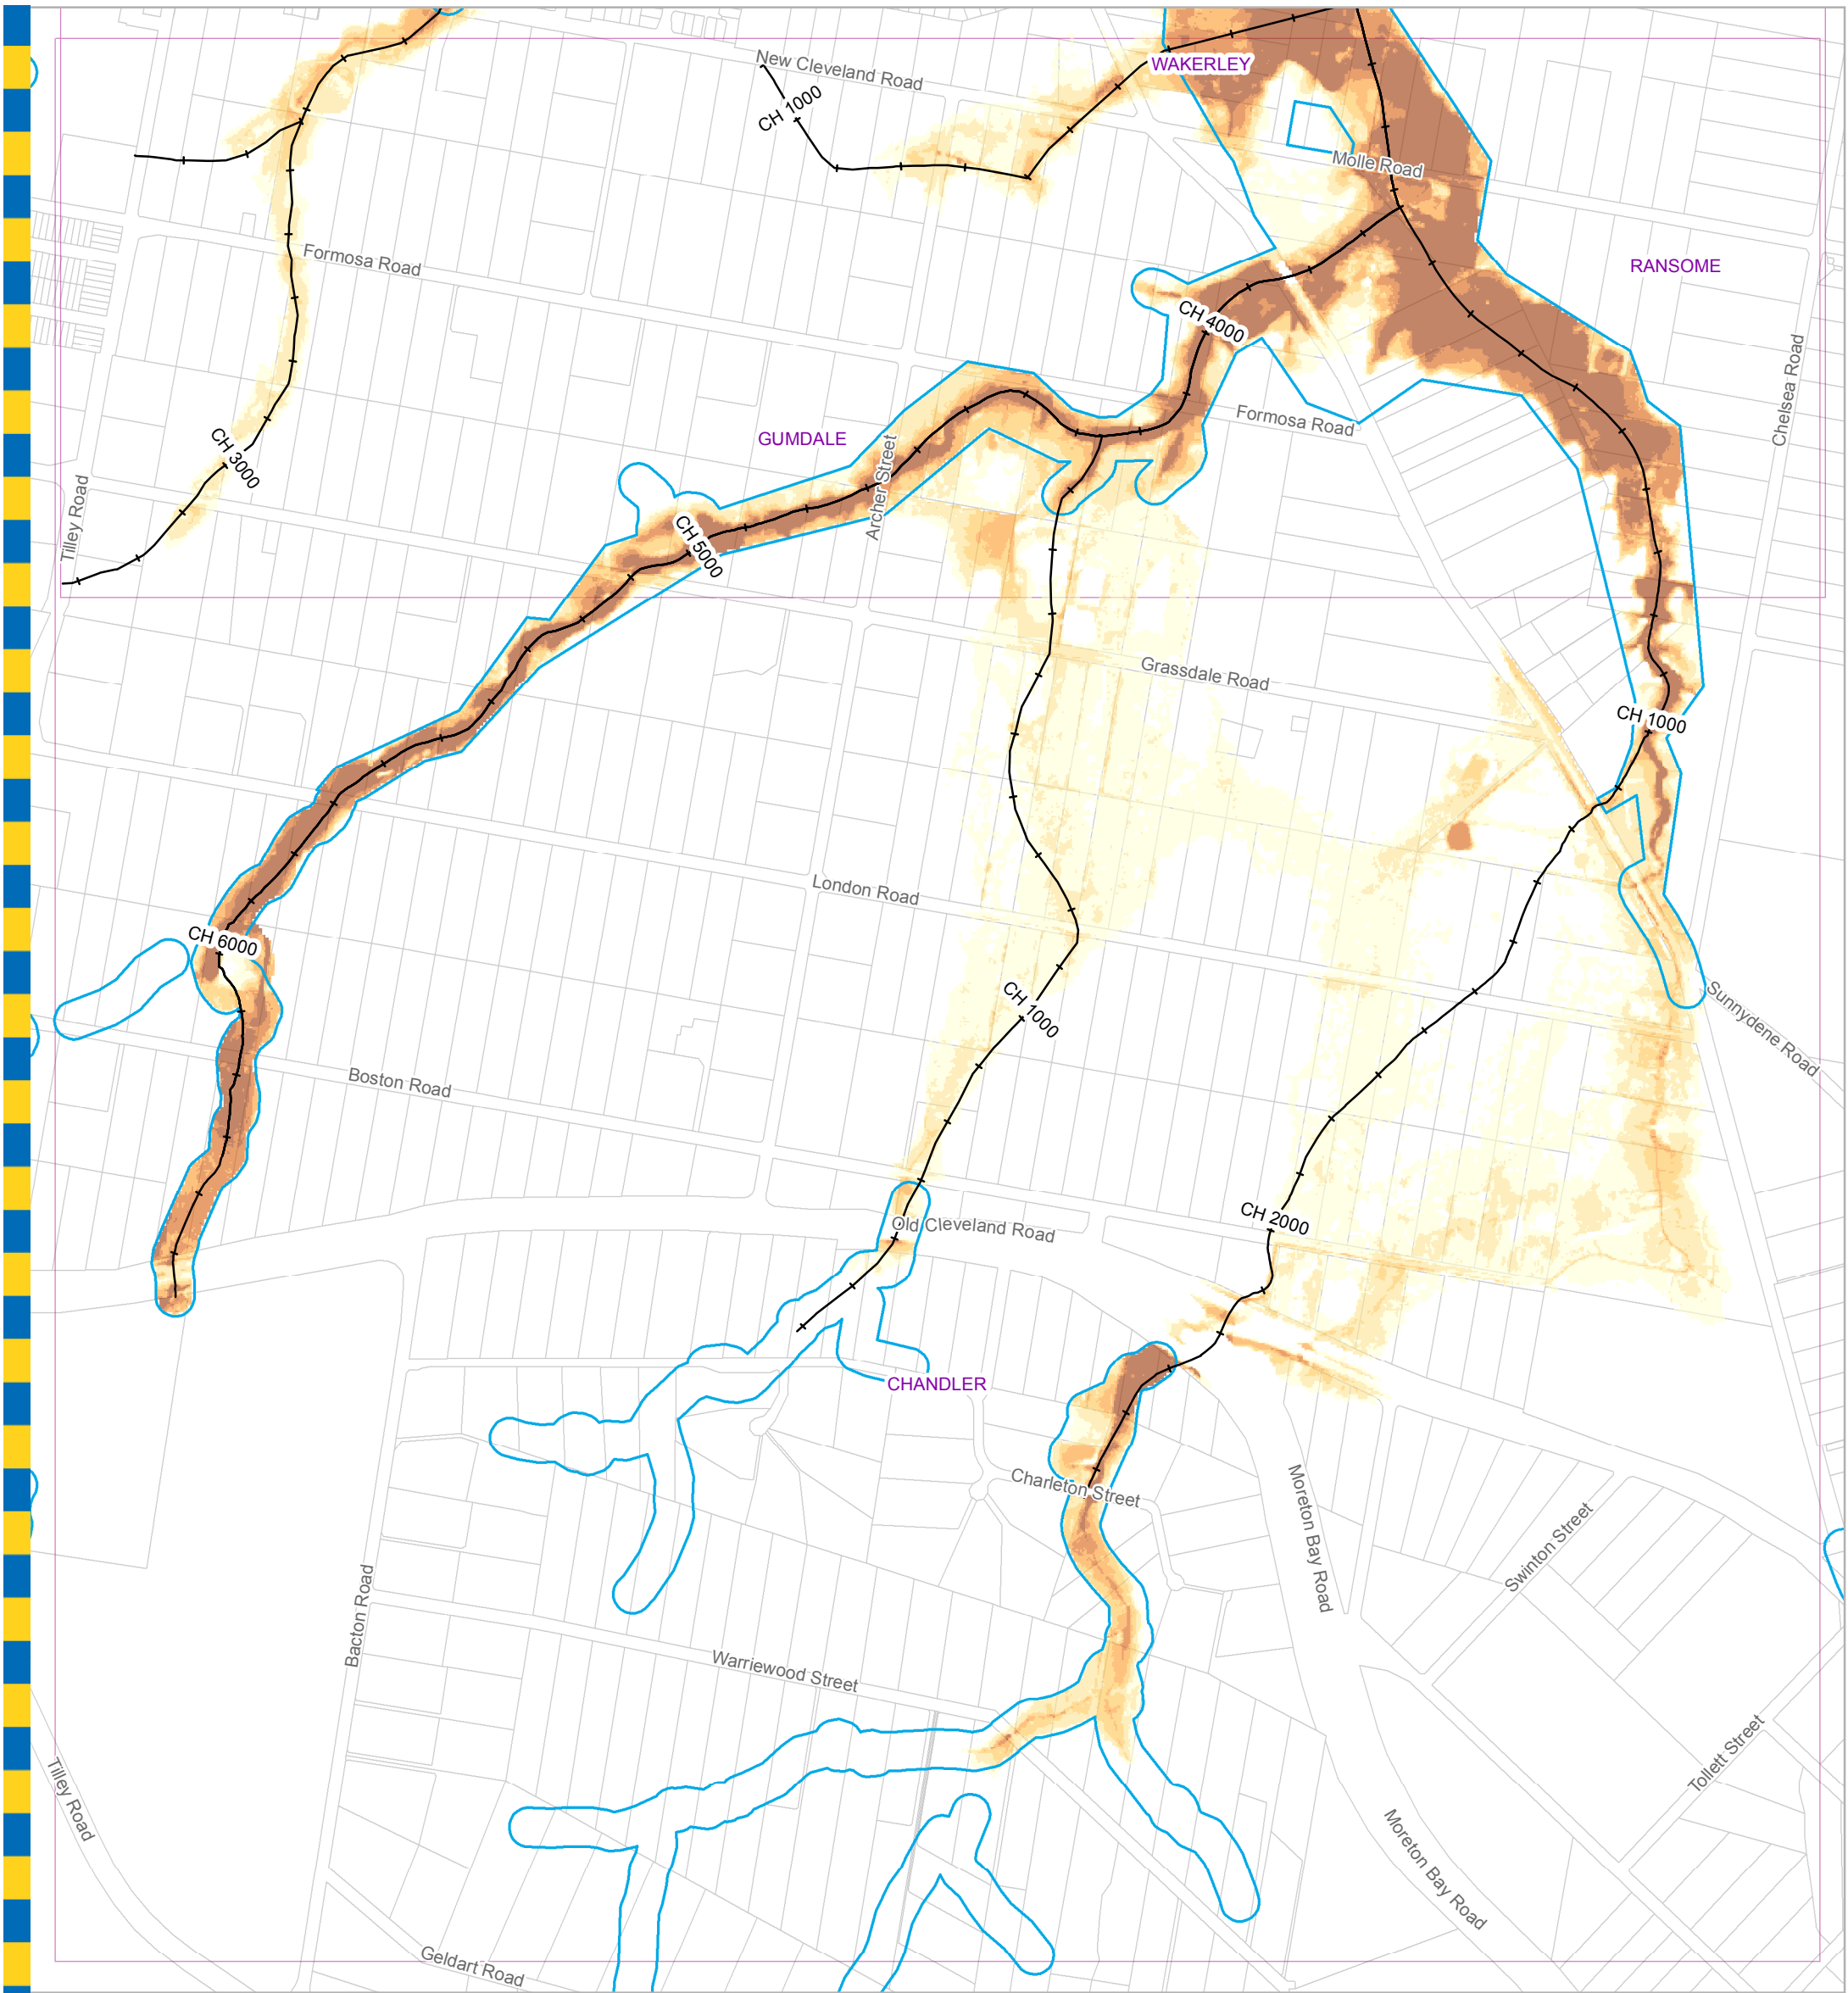 New Cleveland Road
WAKERLEY
CH 1000
Molle Road
Formosa Road
RANSOME
CH 4000
Chelsea Road
Formosa Road
GUMDALE
CH 3000
Archer Street
Tilley Road
CH 5000
Grassdale Road
CH 1000
London Road
CH 6000
CH 1000
Sunnydene Road
Boston Road
CH 2000
Old Cleveland Road
CHANDLER
Charleton Street
Moreton Bay Road
Swinton Street
Bacton Road
Warriewood Street
Tollett Street
Tilley Road
Moreton Bay Road
Geldart Road